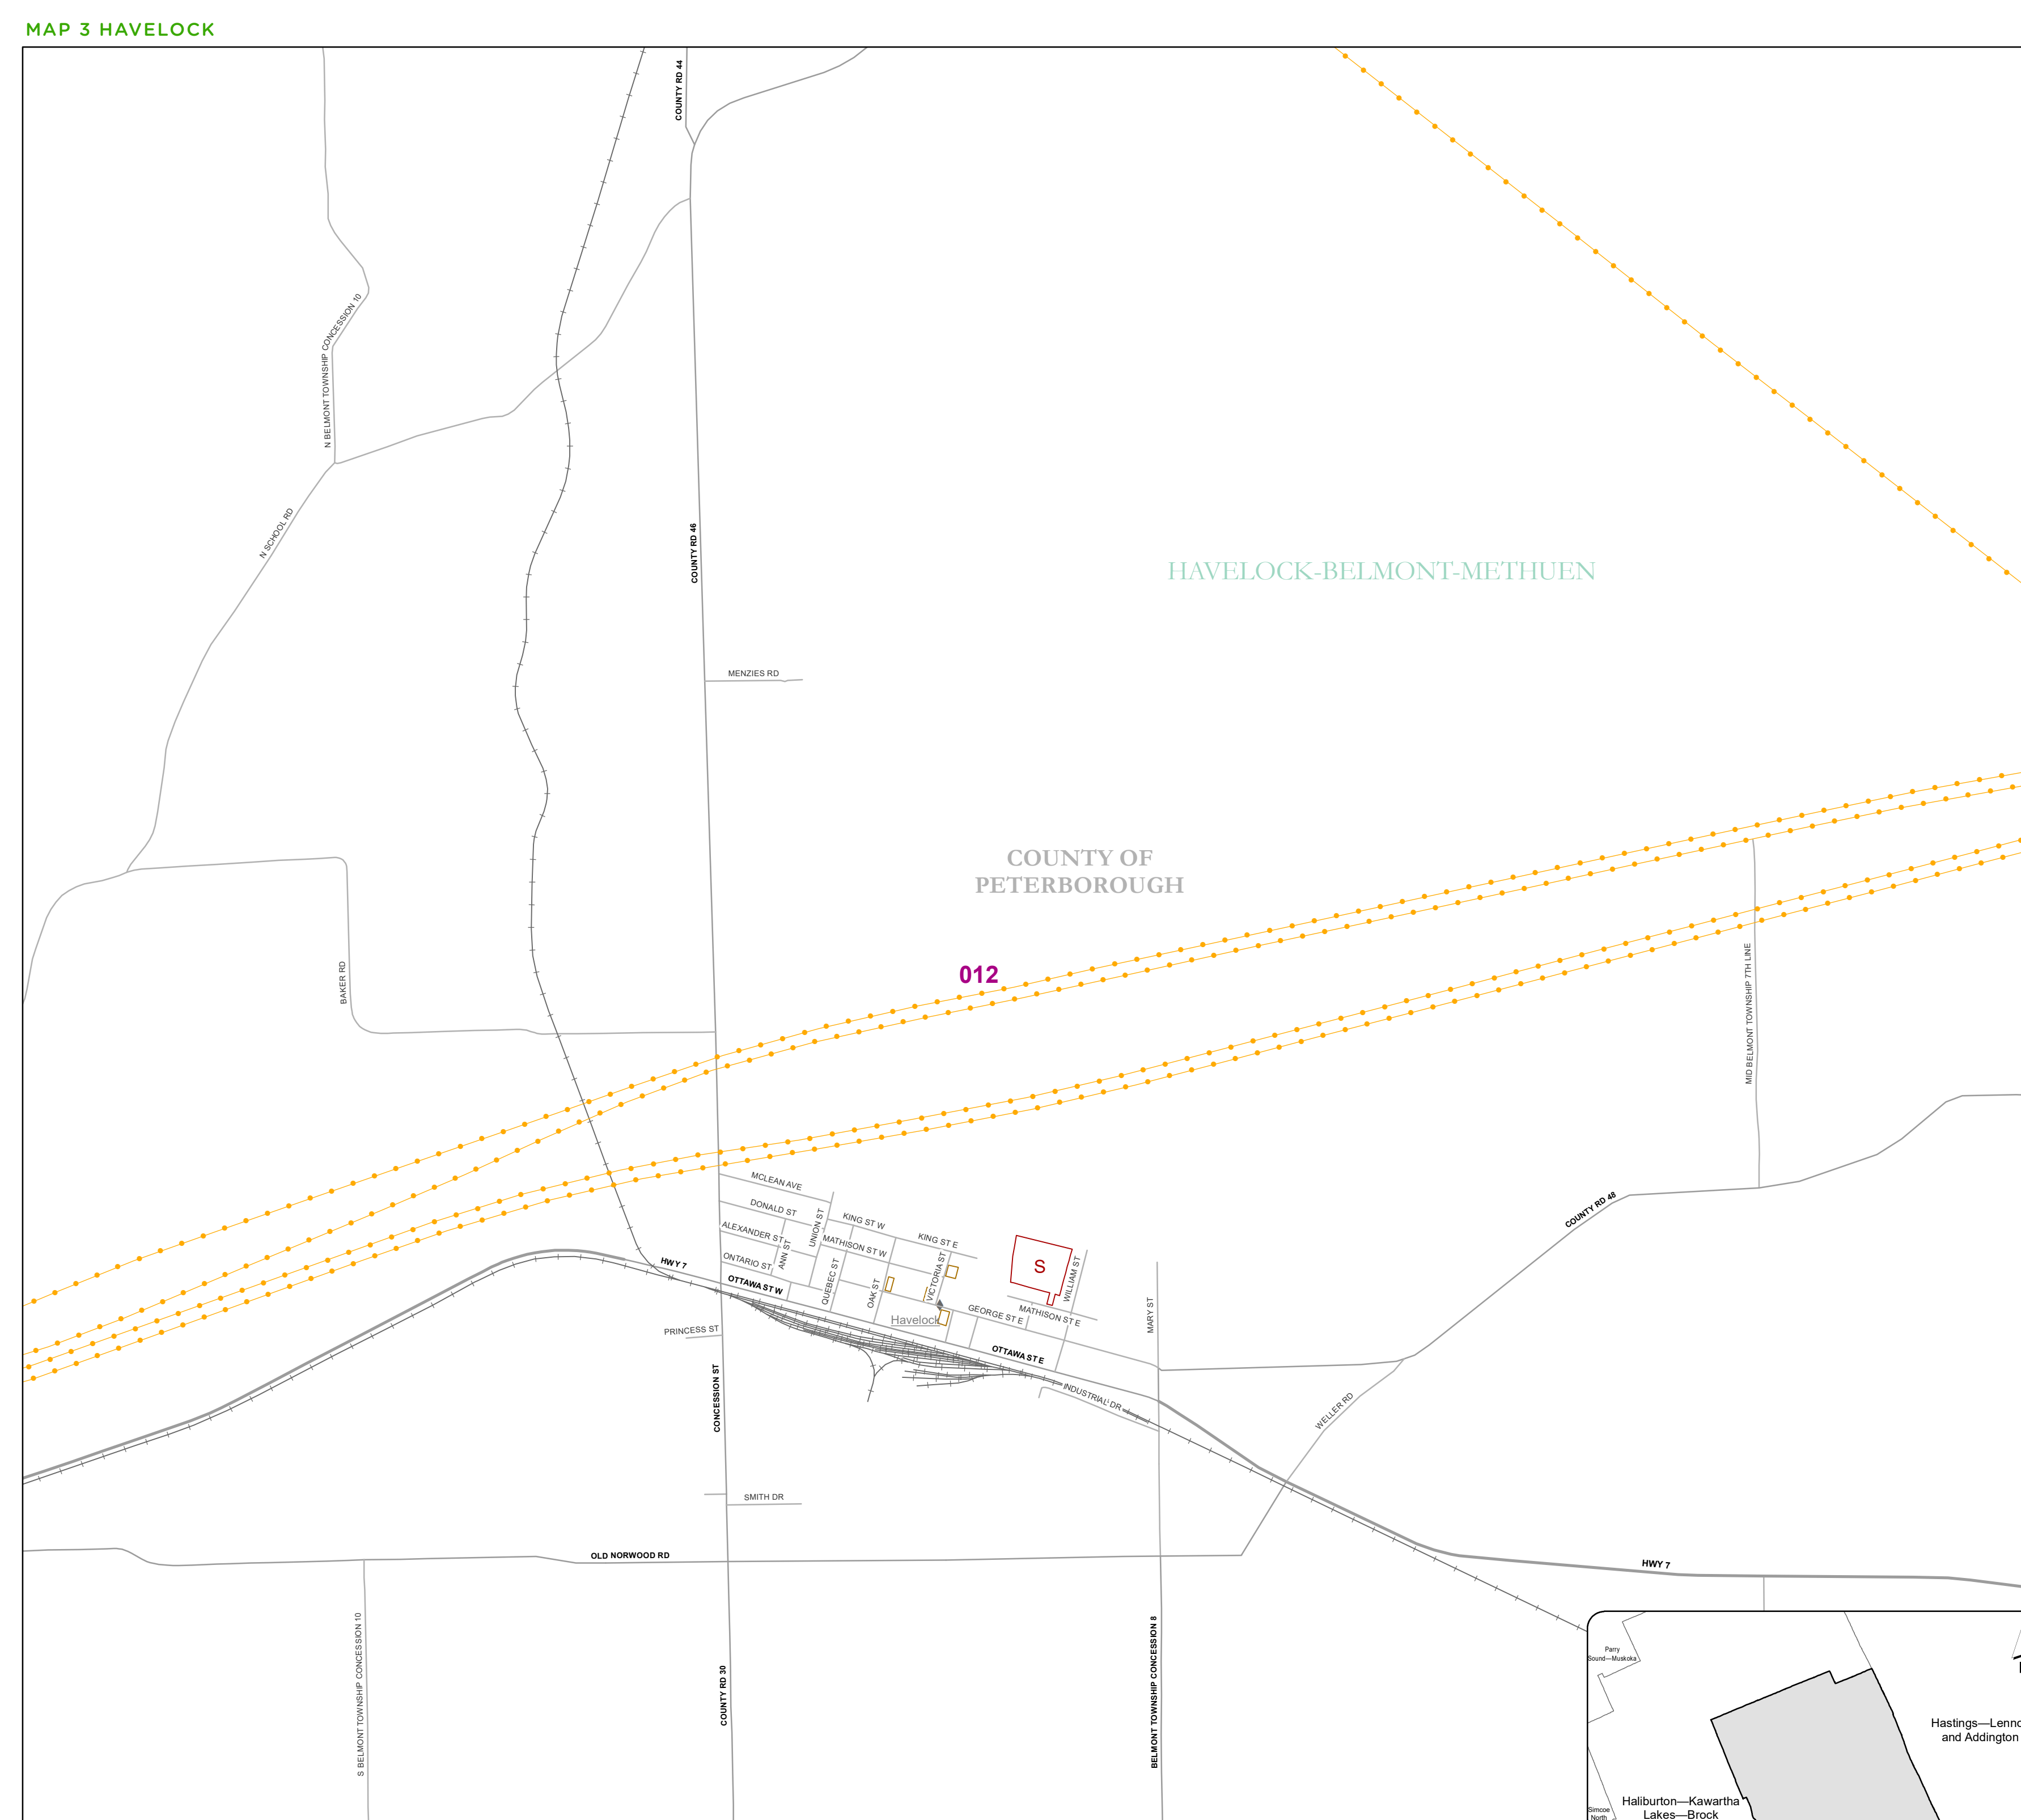 MAP 3 HAVELOCK
COUNTY RD 44
N BELMONT TOWNSHIP CONCESSION 10
N SCHOOL RD
COUNTY RD 46
HAVELOCK-BELMONT-METHUEN
MENZIES RD
COUNTY OF
PETERBOROUGH
012
BAKER RD
MID BELMONT TOWNSHIP 7TH LINE
MCLEAN AVE
DONALD ST
UNION ST
KING ST W
KING ST E
ALEXANDER ST
ANN ST
MATHISON ST W
ONTARIO ST
QUEBEC ST
OAK ST
VICTORIA ST
S
WILLIAM ST
COUNTY RD 48
HWY 7
OTTAWA ST W
Havelock
GEORGE ST E
MATHISON ST E
MARY ST
PRINCESS ST
OTTAWA ST E
INDUSTRIAL DR
CONCESSION ST
WELLER RD
SMITH DR
OLD NORWOOD RD
HWY 7
S BELMONT TOWNSHIP CONCESSION 10
COUNTY RD 30
BELMONT TOWNSHIP CONCESSION 8
Parry
Sound—Muskoka
Hastings—Lenno
and Addington
Haliburton—Kawartha
Lakes—Brock
Simcoe
North